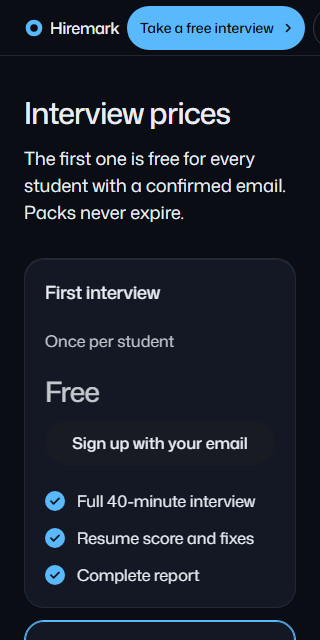 Hiremark
Take a free interview
Interview prices
The first one is free for every
student with a confirmed email.
Packs never expire.
First interview
Once per student
Free
Sign up with your email
Full 40-minute interview
Resume score and fixes
Complete report